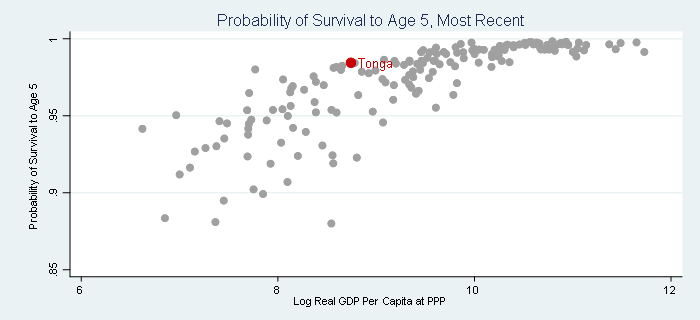 Probability of Survival to Age 5, Most Recent
Probability of Survival to Age 5
1
.95
.9
.85
Tonga
6
8
10
12
Log Real GDP Per Capita at PPP